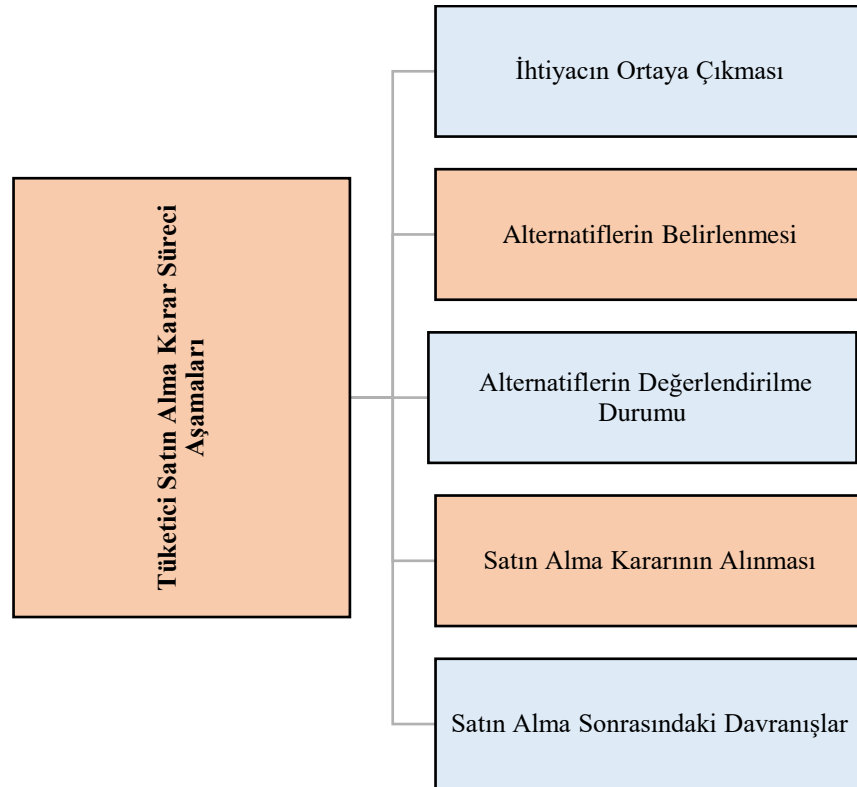 Tüketici Satın Alma Karar Süreci
Aşamaları
İhtiyacın Ortaya Çıkması
Alternatiflerin Belirlenmesi
Alternatiflerin Değerlendirilme
Durumu
Satın Alma Kararının Alınması
Satın Alma Sonrasındaki Davranışlar